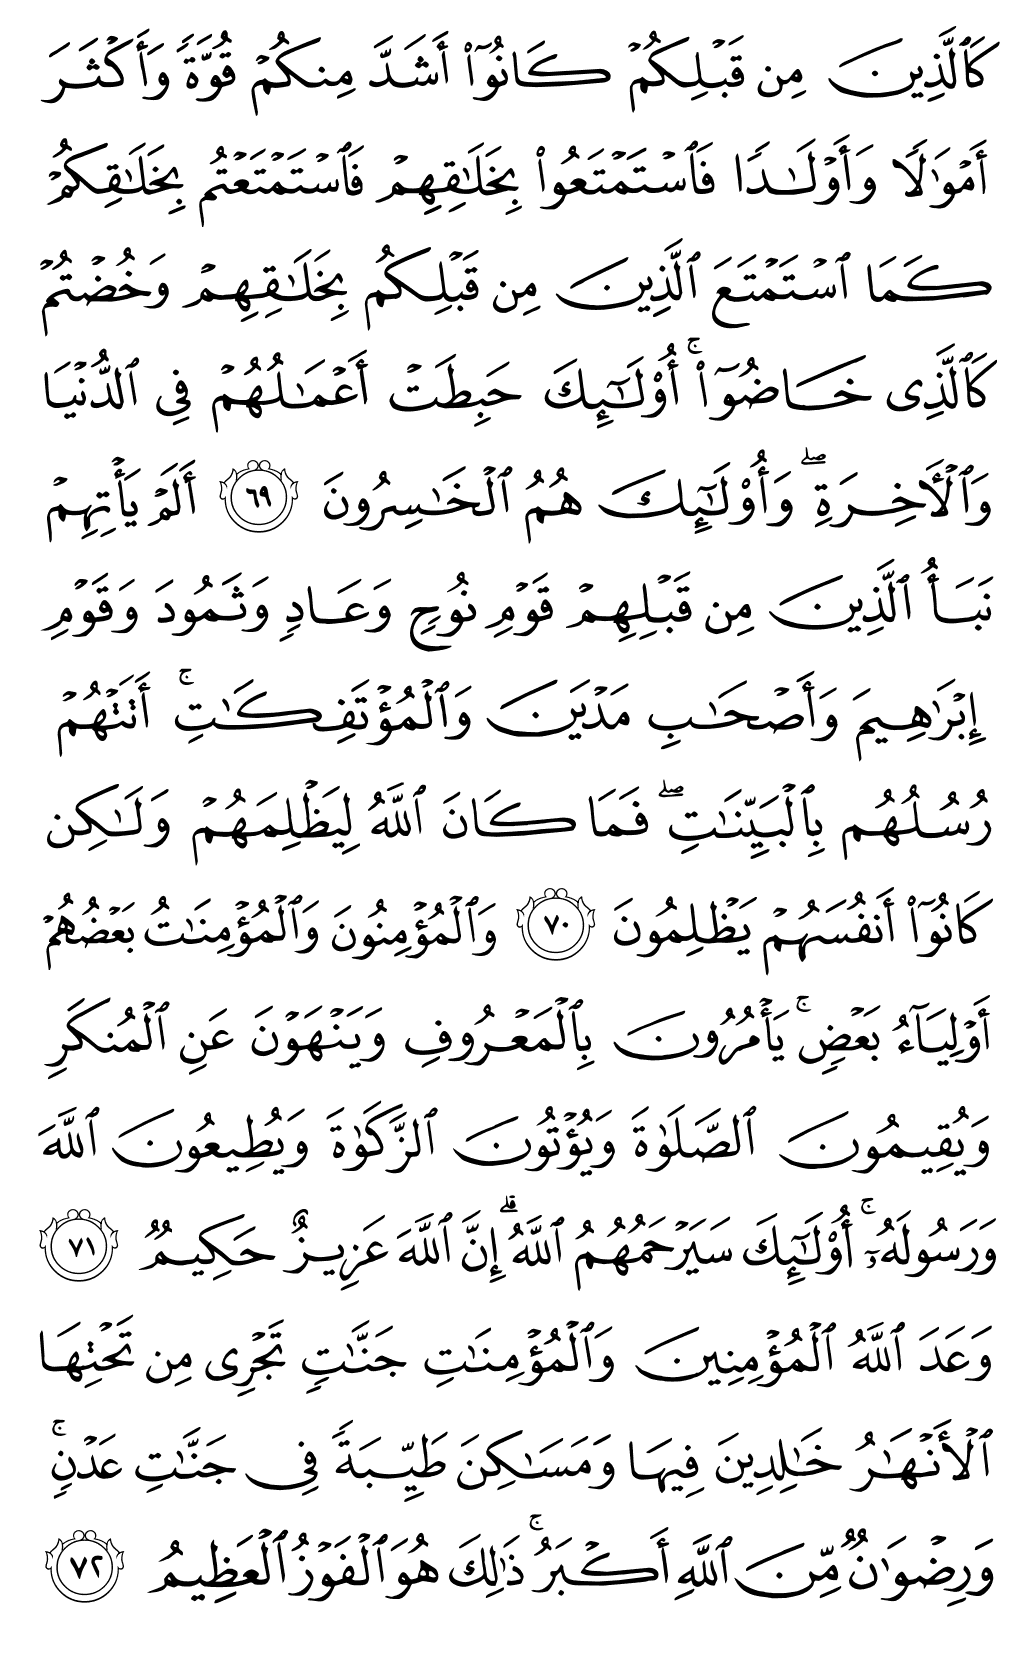 كَٱلَّذِينَ مِن قَبۡلِكُمۡ كَانُوٓاْ أَشَدَّ مِنكُمۡ قُوَّةٗ وَأَكۡثَرَ
أَمۡوَٰلٗا وَأَوۡلَٰدٗا فَٱسۡتَمۡتَعُواْ بِخَلَٰقِهِمۡ فَٱسۡتَمۡتَعۡتُم بِخَلَٰقِكُمۡ
كَمَا ٱسۡتَمۡتَعَ ٱلَّذِينَ مِن قَبۡلِكُم بِخَلَٰقِهِمۡ وَخُضۡتُمۡ
كَٱلَّذِي خَاضُوٓاْۚ أُوْلَٰٓئِكَ حَبِطَتۡ أَعۡمَٰلُهُمۡ فِي ٱلدُّنۡيَا
وَٱلۡأٓخِرَةِۖ وَأُوْلَٰٓئِكَ هُمُ ٱلۡخَٰسِرُونَ ٦٩ أَلَمۡ يَأۡتِهِمۡ
نَبَأُ ٱلَّذِينَ مِن قَبۡلِهِمۡ قَوۡمِ نُوحٖ وَعَادٖ وَثَمُودَ وَقَوۡمِ
إِبۡرَٰهِيمَ وَأَصۡحَٰبِ مَدۡيَنَ وَٱلۡمُؤۡتَفِكَٰتِۚ أَتَتۡهُمۡ
رُسُلُهُم بِٱلۡبَيِّنَٰتِۖ فَمَا كَانَ ٱللَّهُ لِيَظۡلِمَهُمۡ وَلَٰكِن
كَانُوٓاْ أَنفُسَهُمۡ يَظۡلِمُونَ ٧٠ وَٱلۡمُؤۡمِنُونَ وَٱلۡمُؤۡمِنَٰتُ بَعۡضُهُمۡ
أَوۡلِيَآءُ بَعۡضٖۚ يَأۡمُرُونَ بِٱلۡمَعۡرُوفِ وَيَنۡهَوۡنَ عَنِ ٱلۡمُنكَرِ
وَيُقِيمُونَ ٱلصَّلَوٰةَ وَيُؤۡتُونَ ٱلزَّكَوٰةَ وَيُطِيعُونَ ٱللَّهَ
وَرَسُولَهُۥٓۚ أُوْلَٰٓئِكَ سَيَرۡحَمُهُمُ ٱللَّهُۗ إِنَّ ٱللَّهَ عَزِيزٌ حَكِيمٞ ٧١
وَعَدَ ٱللَّهُ ٱلۡمُؤۡمِنِينَ وَٱلۡمُؤۡمِنَٰتِ جَنَّٰتٖ تَجۡرِي مِن تَحۡتِهَا
ٱلۡأَنۡهَٰرُ خَٰلِدِينَ فِيهَا وَمَسَٰكِنَ طَيِّبَةٗ فِي جَنَّٰتِ عَدۡنٖۚ
وَرِضۡوَٰنٞ مِّنَ ٱللَّهِ أَكۡبَرُۚ ذَٰلِكَ هُوَ ٱلۡفَوۡزُ ٱلۡعَظِيمُ ٧٢